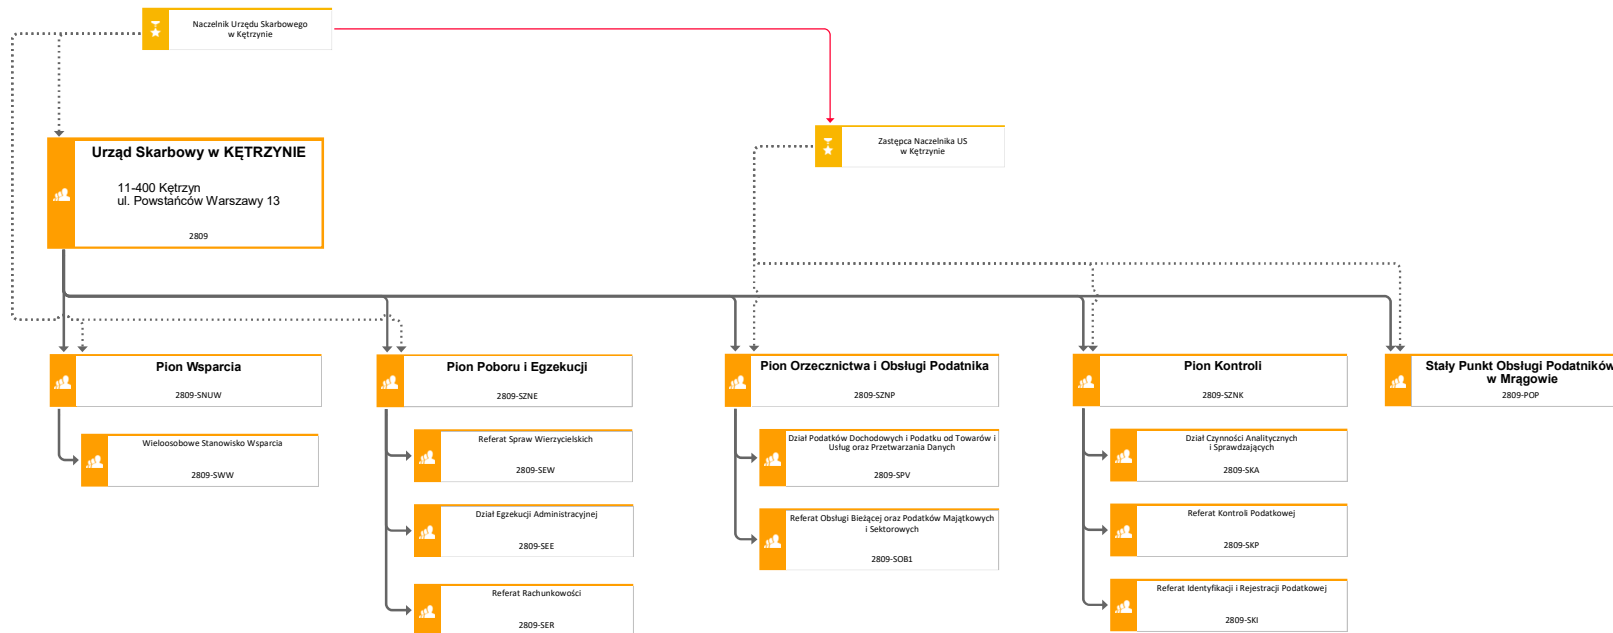 Naczelnik Urzędu Skarbowego
w Kętrzynie
Zastępca Naczelnika US
w Kętrzynie
Urząd Skarbowy w KĘTRZYNIE
11-400 Kętrzyn
ul. Powstańców Warszawy 13
2809
Pion Wsparcia
2809-SNUW
Wieloosobowe Stanowisko Wsparcia
2809-SWW
Pion Poboru i Egzekucji
2809-SZNE
Referat Spraw Wierzycielskich
2809-SEW
Dział Egzekucji Administracyjnej
2809-SEE
Referat Rachunkowości
2809-SER
Pion Orzecznictwa i Obsługi Podatnika
2809-SZNP
Dział Podatków Dochodowych i Podatku od Towarów i
Usług oraz Przetwarzania Danych
2809-SPV
Referat Obsługi Bieżącej oraz Podatków Majątkowych
i Sektorowych
2809-SOB1
Pion Kontroli
2809-SZNK
Dział Czynności Analitycznych
i Sprawdzających
2809-SKA
Referat Kontroli Podatkowej
2809-SKP
Referat Identyfikacji i Rejestracji Podatkowej
2809-SKI
Stały Punkt Obsługi Podatników
w Mrągowie
2809-POP